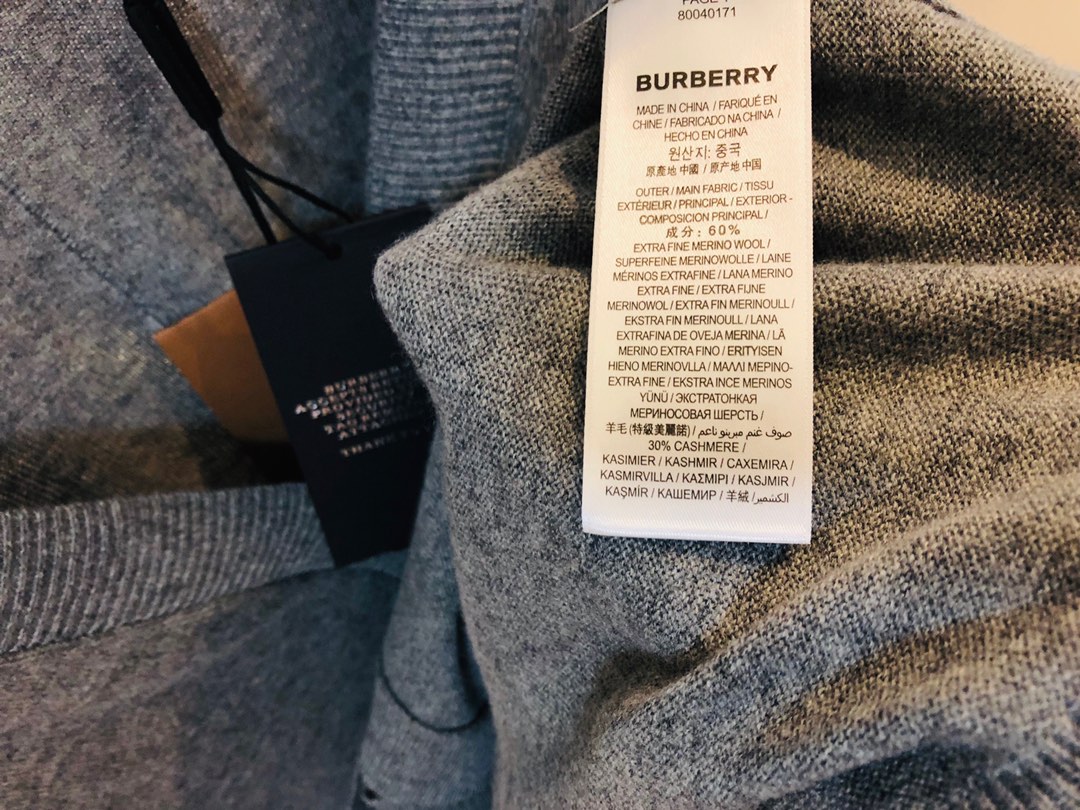 80040171
BURBERRY
MADE IN CHINA / FARIQUÉ EN
CHINE / FABRICADO NA CHINA /
HECHO EN CHINA
원산지: 중국
原產地 中國 / 原产地 中国
OUTER / MAIN FABRIC / TISSU
EXTÉRIEUR / PRINCIPAL / EXTERIOR -
COMPOSICION PRINCIPAL /
成分: 60%
EXTRA FINE MERINO WOOL /
SUPERFEINE MERINOWOLLE / LAINE
MÉRINOS EXTRAFINE / LANA MERINO
EXTRA FINE / EXTRA FIJNE
MERINOWOL / EXTRA FIN MERINOULL /
EKSTRA FIN MERINOULL / LANA
EXTRAFINA DE OVEJA MERINA / LÃ
MERINO EXTRA FINO / ERITYISEN
HIENO MERINOVLLA / ΜΑΛΛΙ ΜΕΡΙΝΟ-
EXTRA FINE / EKSTRA INCE MERINOS
YÜNÜ / ЭКСТРАТОНКАЯ
МЕРИНОСОВАЯ ШЕРСТЬ /
羊毛 (特級美麗諾) / صوف غنم ميرينو ناعم /
30% CASHMERE /
KASIMIER / KASHMIR / CAXEMIRA /
KASMIRVILLA / ΚΑΣΜΙΡΙ / KASJMIR /
KAŞMİR / КАШЕМИР / 羊絨 / الكشمير
BURBERRY